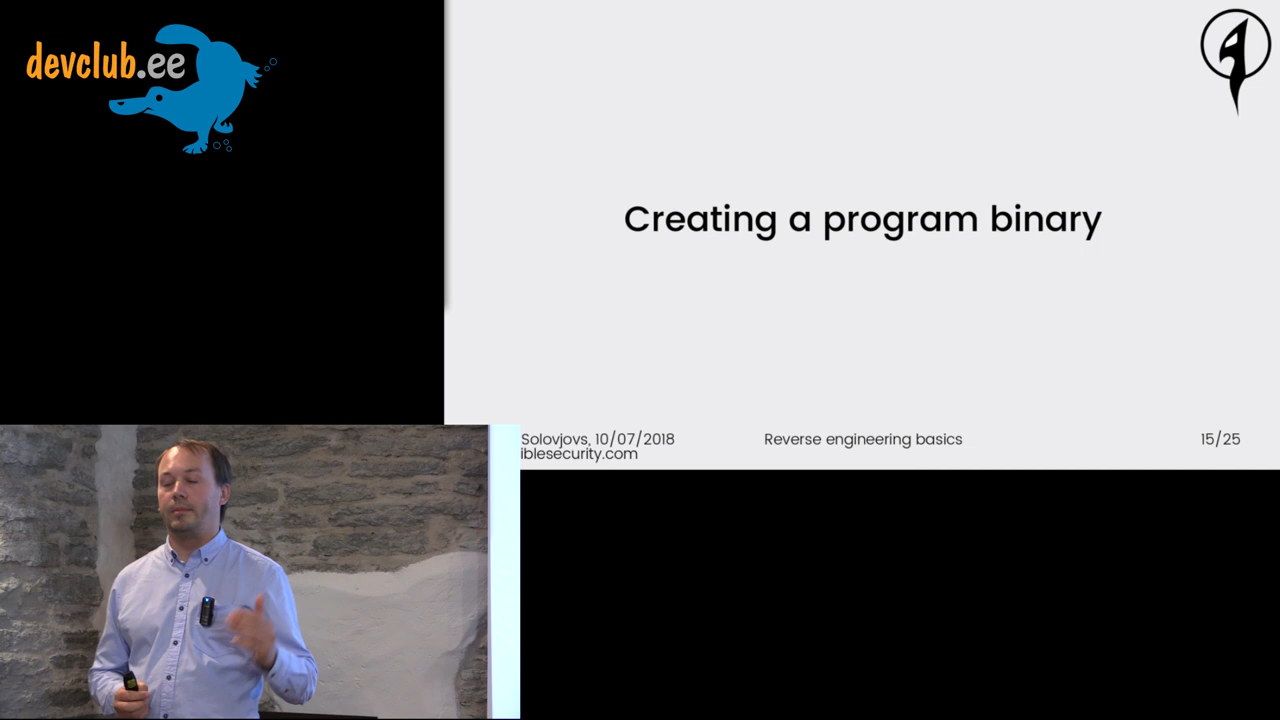 devclub.ee
Creating a program binary
Solovjovs, 10/07/2018
iblesecurity.com
Reverse engineering basics
15/25